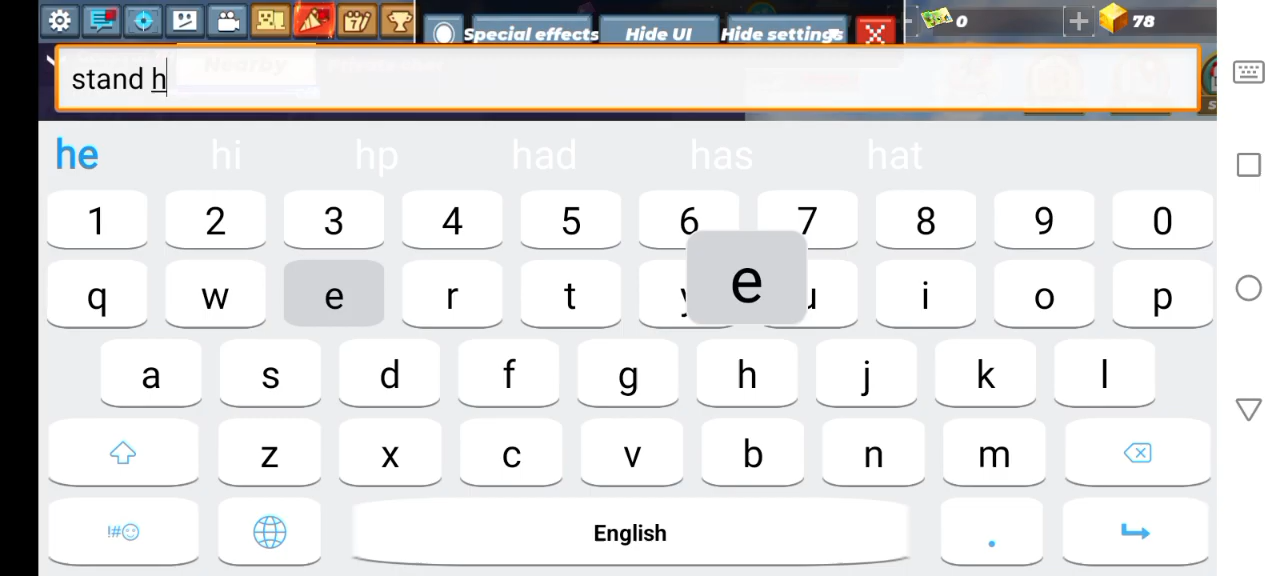 Special effects Hide UI Hide settings 0 78
Nearby
stand h
he hi hp had has hat
1 2 3 4 5 6 7 8 9 0
q w e r t y e u i o p
a s d f g h j k l
z x c v b n m
!#☺ English .